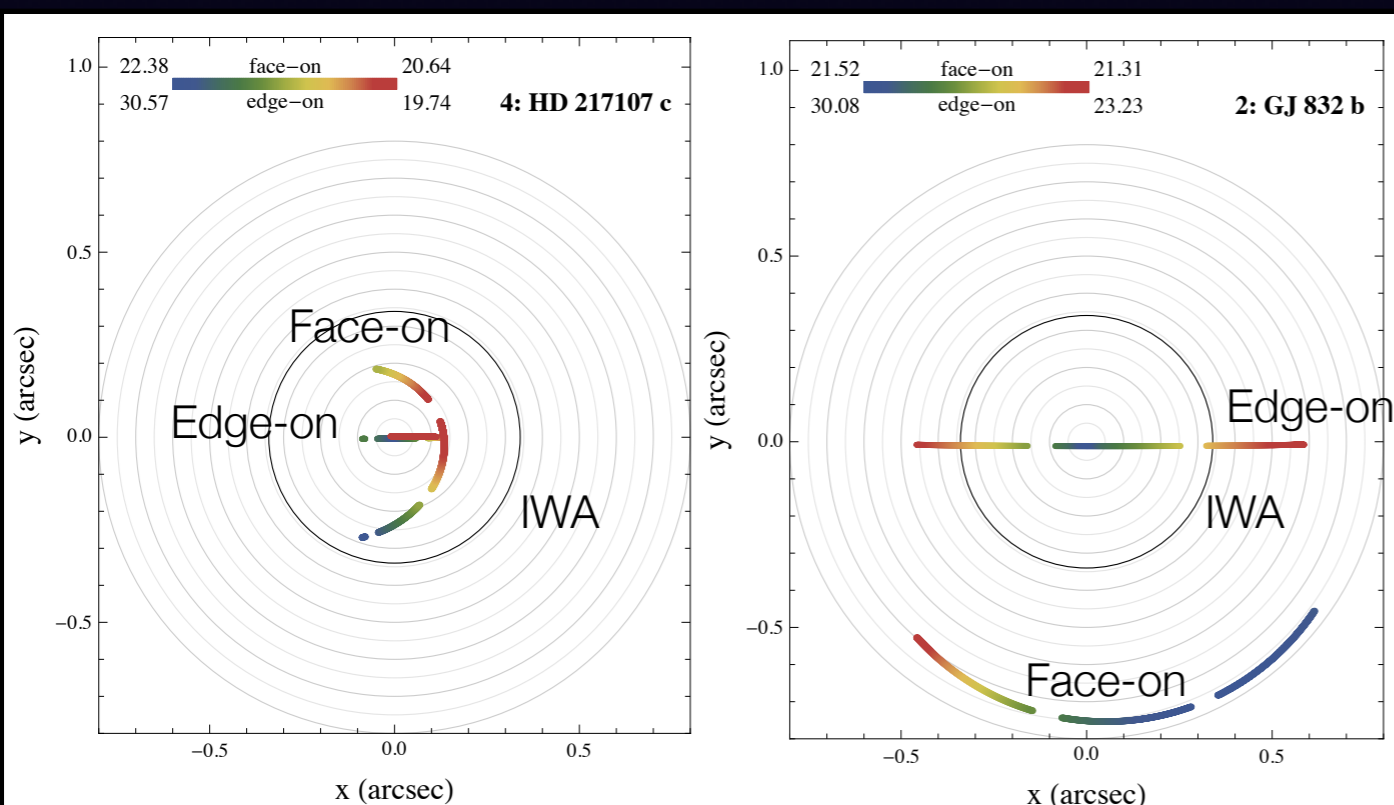 22.38 face−on 20.64
30.57 edge−on 19.74
4: HD 217107 c
1.0
0.5
0.0
−0.5
y (arcsec)
Face-on
Edge-on
IWA
−0.5 0.0 0.5
x (arcsec)
21.52 face−on 21.31
30.08 edge−on 23.23
2: GJ 832 b
1.0
0.5
0.0
−0.5
y (arcsec)
Edge-on
IWA
Face-on
−0.5 0.0 0.5
x (arcsec)